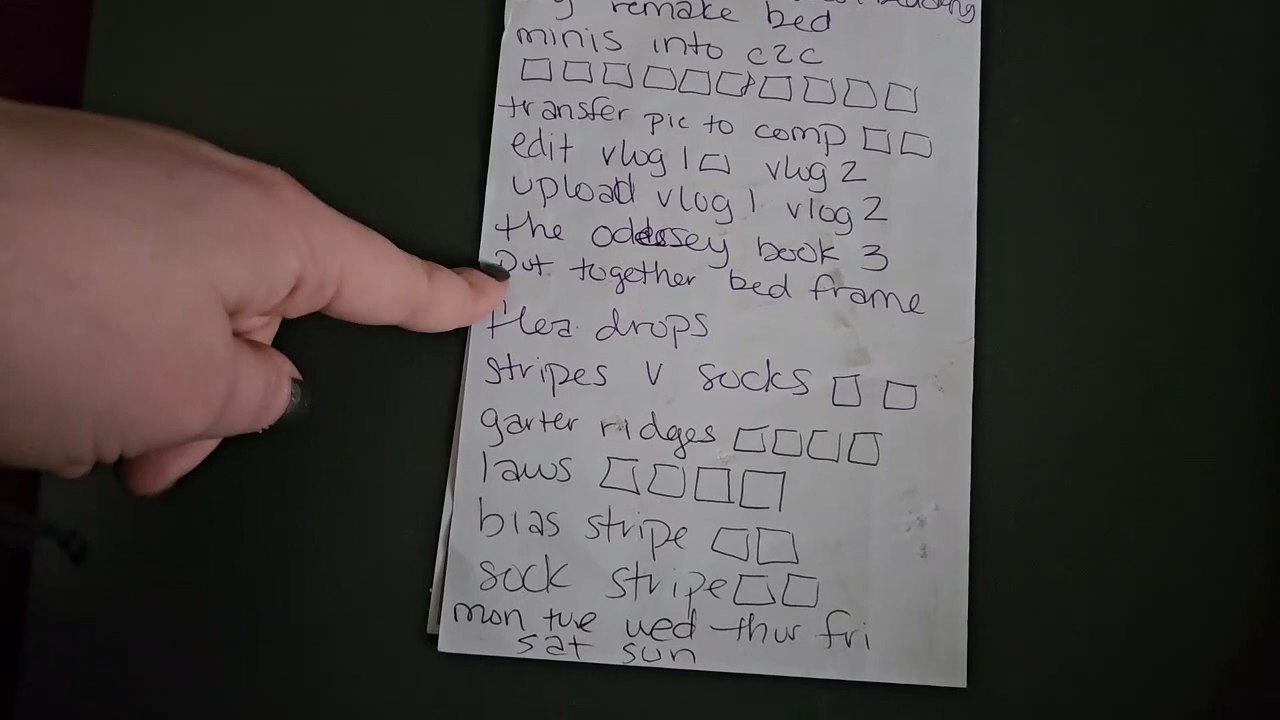 remake bed
minis into c2c
transfer pic to comp
edit vlog 1 vlog 2
upload vlog 1 vlog 2
the odessey book 3
Put together bed frame
flea drops
stripes v socks
garter ridges
laws
bias stripe
sock stripe
mon tue wed thur fri
sat sun